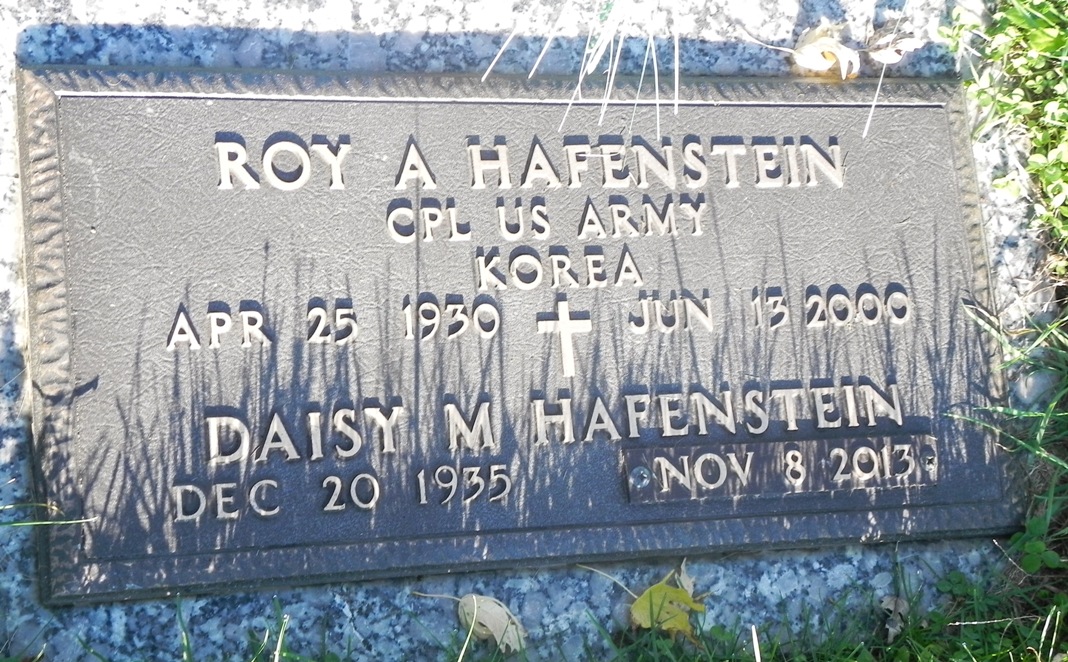 ROY A HAFENSTEIN
CPL US ARMY
KOREA
APR 25 1930 JUN 13 2000
DAISY M HAFENSTEIN
DEC 20 1935 NOV 8 2013